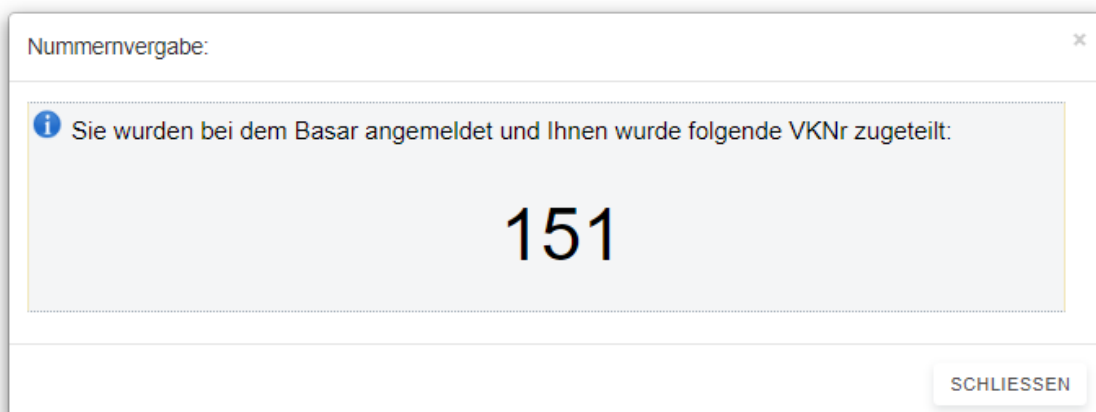 Nummernvergabe:
×
Sie wurden bei dem Basar angemeldet und Ihnen wurde folgende VKNr zugeteilt:
151
SCHLIESSEN